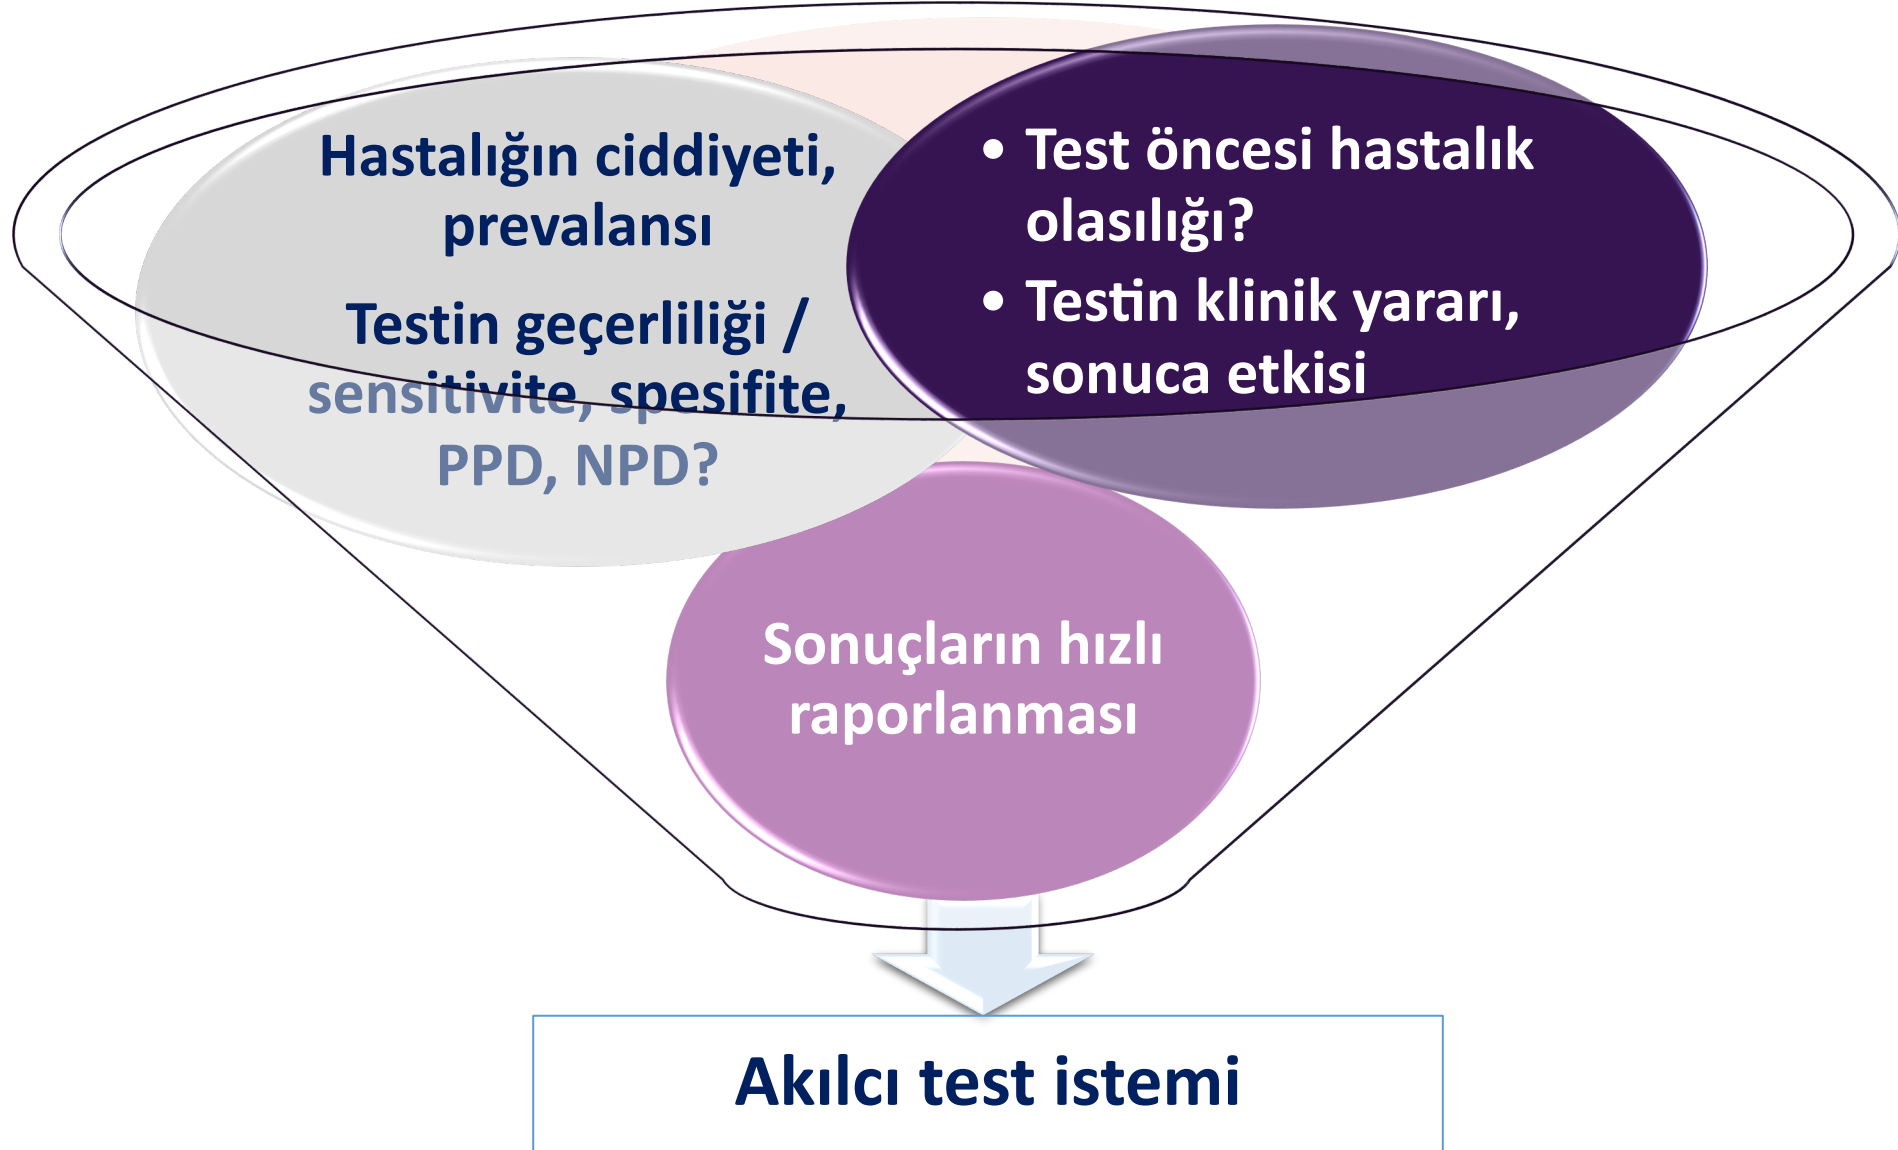 Hastalığın ciddiyeti,
prevalansı
Testin geçerliliği /
sensitivite, spesifite,
PPD, NPD?
• Test öncesi hastalık
olasılığı?
• Testin klinik yararı,
sonuca etkisi
Sonuçların hızlı
raporlanması
Akılcı test istemi